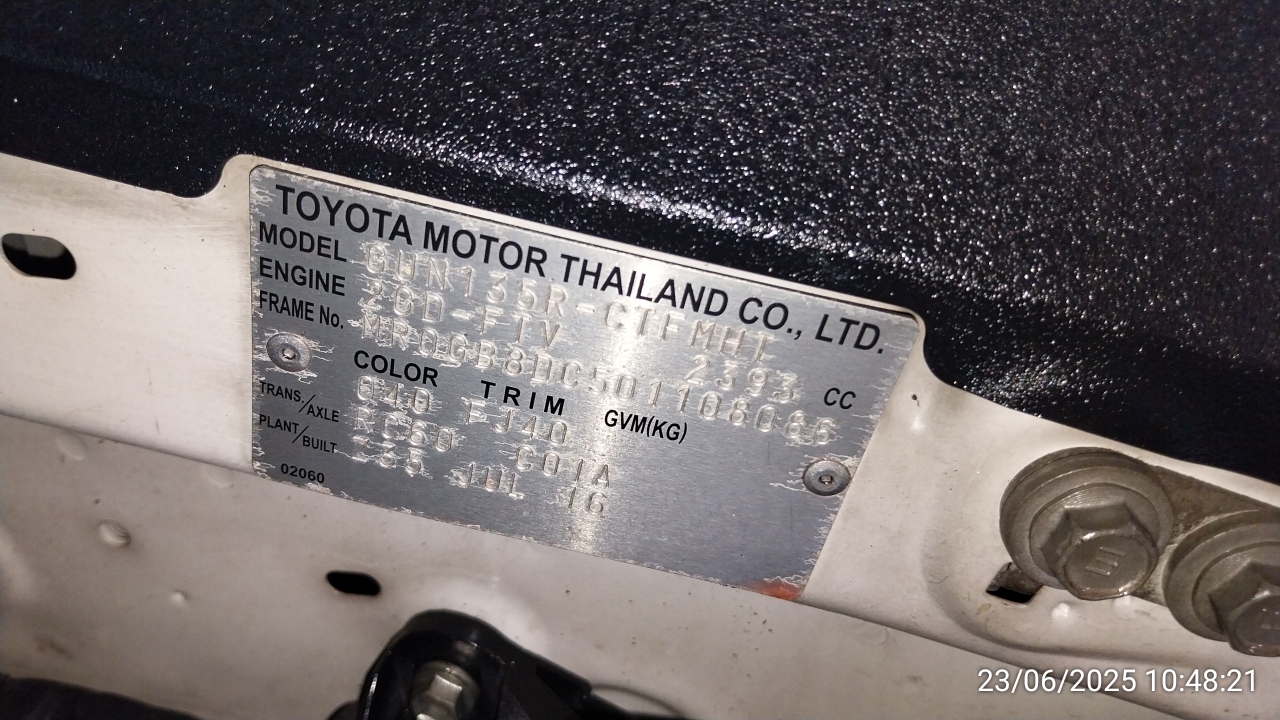 TOYOTA MOTOR THAILAND CO., LTD.
MODEL GUN135R-CTFMHT
ENGINE 2GD-FTV 2393 CC
FRAME No. MR0GB8DC501108086
COLOR TRIM GVM(KG)
040 FJ40
TRANS./AXLE RC60 C01A
PLANT/BUILT JUL 16
02060
23/06/2025 10:48:21